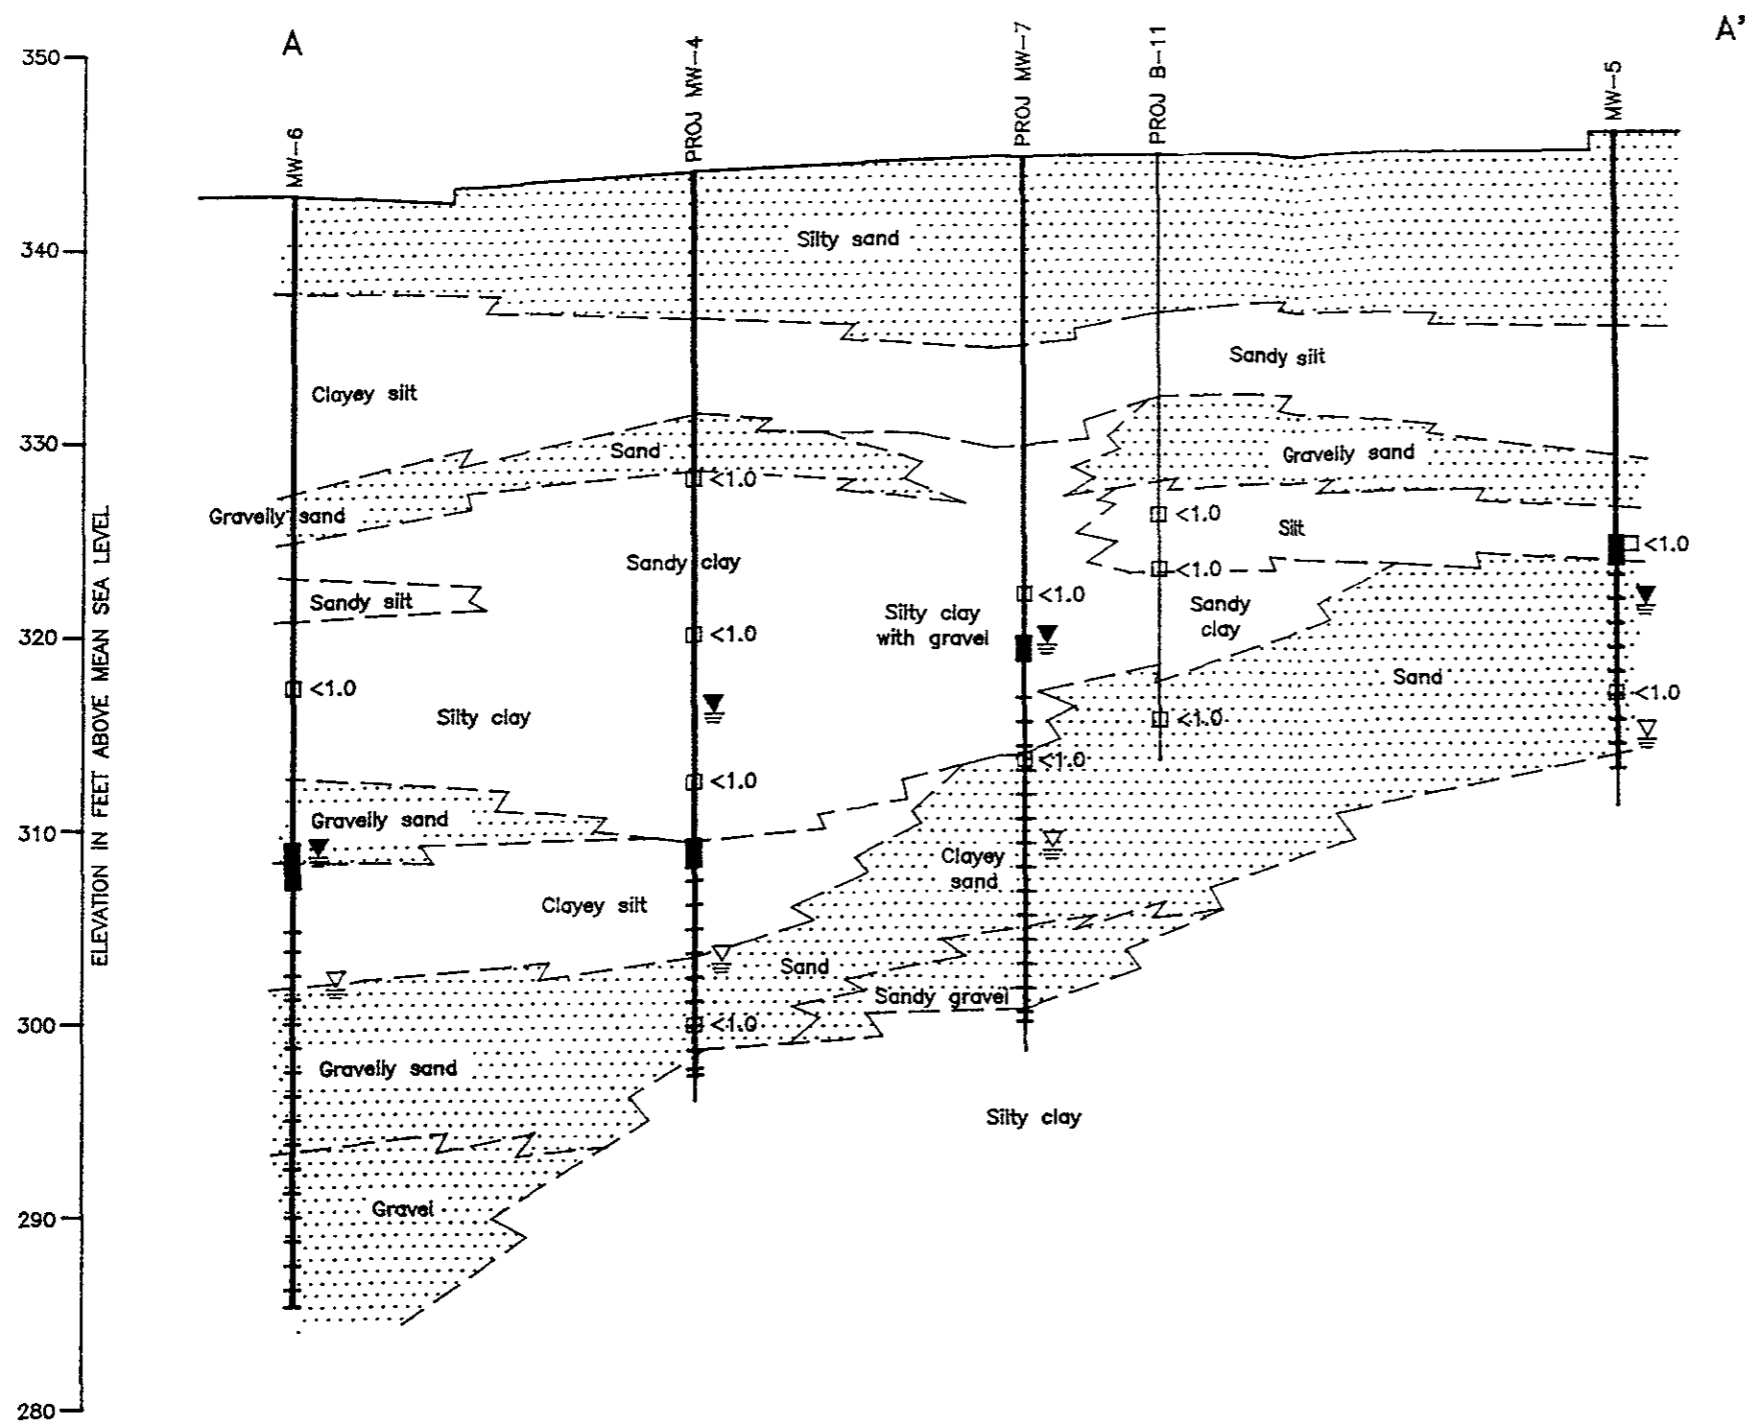 A
A'
MW-6
PROJ MW-4
PROJ MW-7
PROJ B-11
MW-5
350
340
330
320
310
300
290
280
ELEVATION IN FEET ABOVE MEAN SEA LEVEL
Silty sand
Sandy silt
Clayey silt
Sand
Gravelly sand
<1.0
Gravelly sand
<1.0
Silt
<1.0
Sandy clay
<1.0
<1.0
Sandy silt
Silty clay
with gravel
Sandy
clay
<1.0
Sand
<1.0
<1.0
Silty clay
<1.0
<1.0
<1.0
Gravelly sand
Clayey
sand
Clayey silt
Sand
Sandy gravel
<1.0
Gravelly sand
Silty clay
Gravel